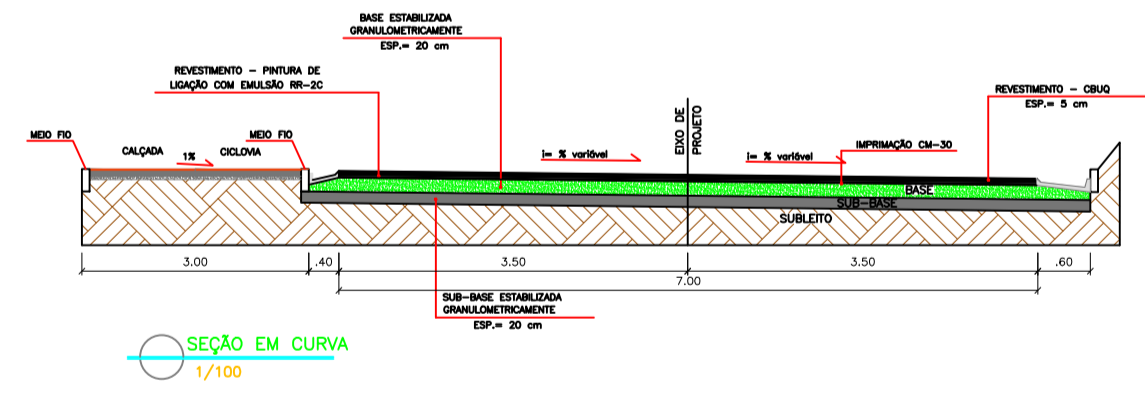 BASE ESTABILIZADA
GRANULOMETRICAMENTE
ESP.= 20 cm
REVESTIMENTO - PINTURA DE
LIGAÇÃO COM EMULSÃO RR-2C
REVESTIMENTO - CBUQ
ESP.= 5 cm
MEIO FIO
CALÇADA
1%
CICLOVIA
MEIO FIO
i= % variável
EIXO DE
PROJETO
i= % variável
IMPRIMAÇÃO CM-30
BASE
SUB-BASE
SUBLEITO
3.00
.40
3.50
3.50
.60
7.00
SUB-BASE ESTABILIZADA
GRANULOMETRICAMENTE
ESP.= 20 cm
SEÇÃO EM CURVA
1/100